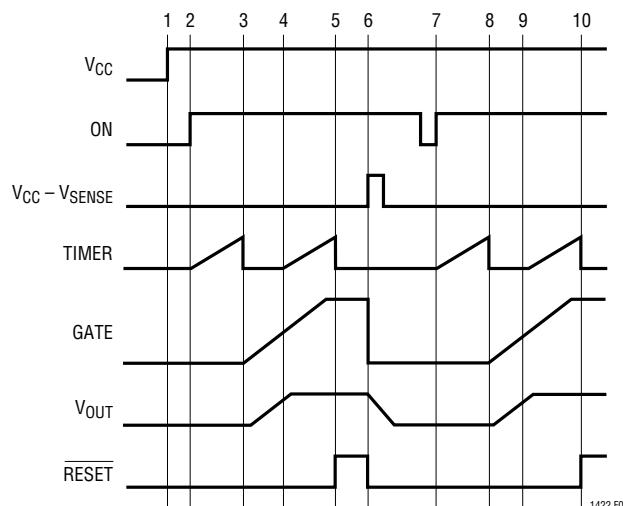 1 2 3 4 5 6 7 8 9 10
VCC
ON
VCC – VSENSE
TIMER
GATE
VOUT
RESET